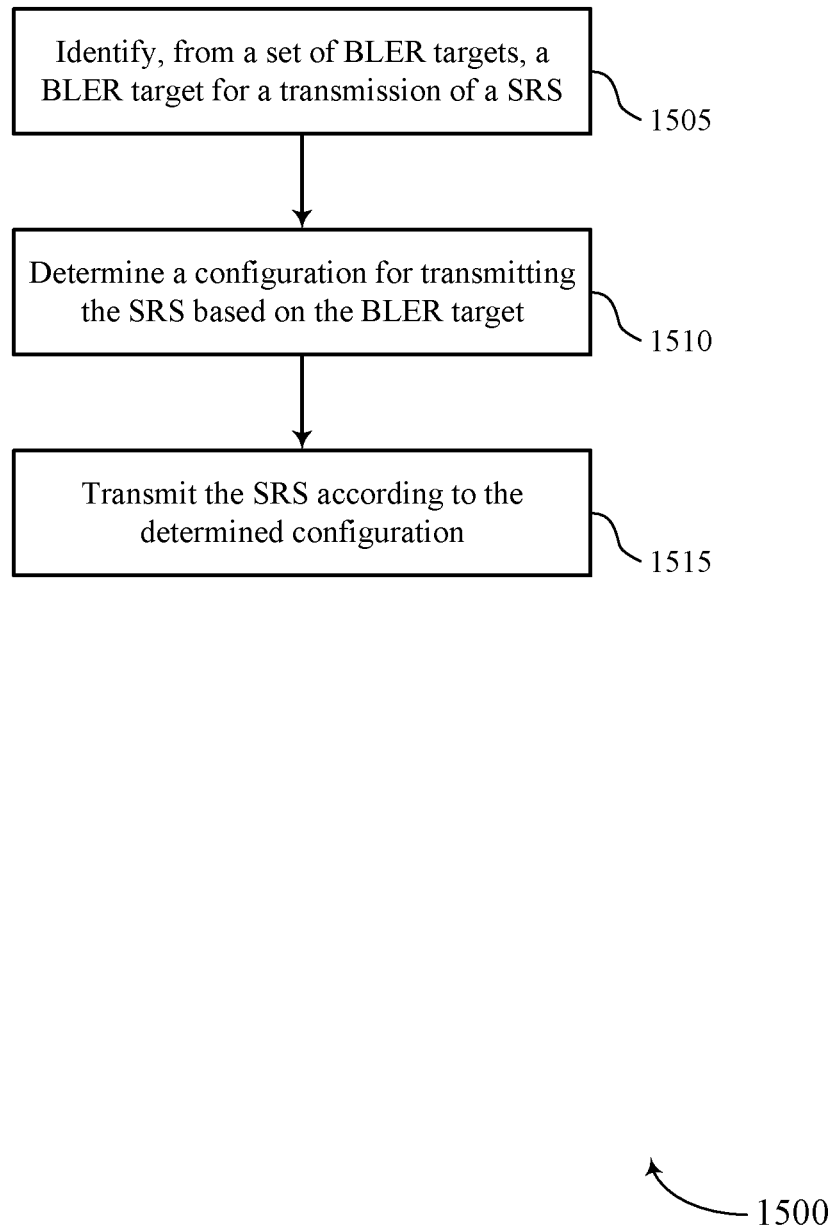 Identify, from a set of BLER targets, a
BLER target for a transmission of a SRS
1505
Determine a configuration for transmitting
the SRS based on the BLER target
1510
Transmit the SRS according to the
determined configuration
1515
1500